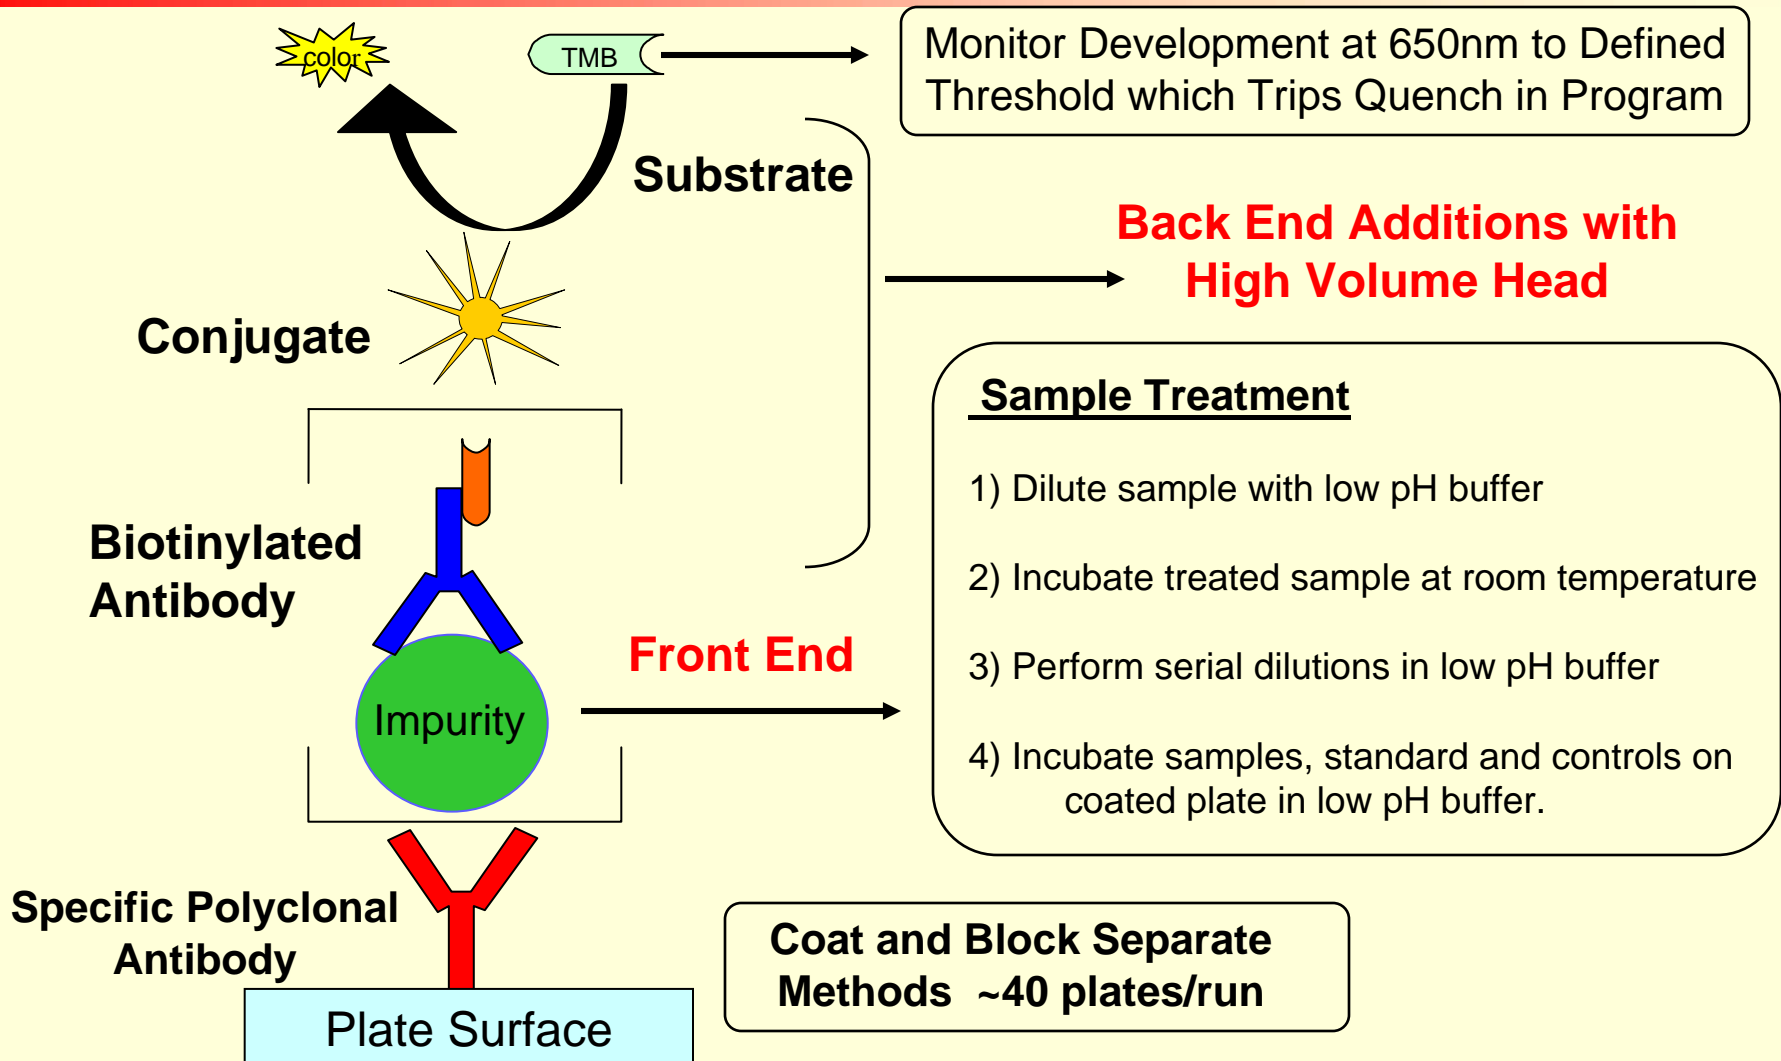 color
TMB
Monitor Development at 650nm to Defined
Threshold which Trips Quench in Program
Substrate
Back End Additions with
High Volume Head
Conjugate
Sample Treatment
1) Dilute sample with low pH buffer
2) Incubate treated sample at room temperature
3) Perform serial dilutions in low pH buffer
4) Incubate samples, standard and controls on
coated plate in low pH buffer.
Biotinylated
Antibody
Front End
Impurity
Specific Polyclonal
Antibody
Coat and Block Separate
Methods ~40 plates/run
Plate Surface